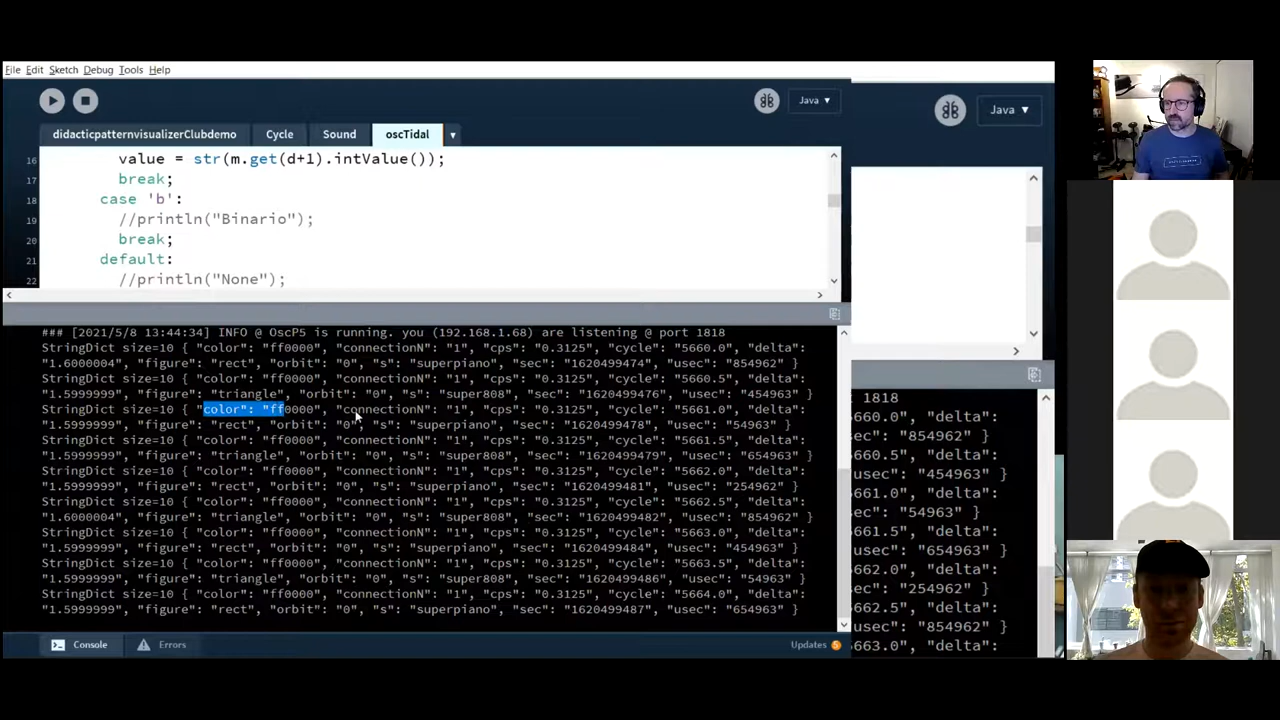 File Edit Sketch Debug Tools Help
Java ▾
Java ▾
didacticpatternvisualizerClubdemo Cycle Sound oscTidal ▾
16 value = str(m.get(d+1).intValue());
17 break;
18 case 'b':
19 //println("Binario");
20 break;
21 default:
22 //println("None");
### [2021/5/8 13:44:34] INFO @ OscP5 is running. you (192.168.1.68) are listening @ port 1818
StringDict size=10 { "color": "ff0000", "connectionN": "1", "cps": "0.3125", "cycle": "5660.0", "delta":
"1.6000004", "figure": "rect", "orbit": "0", "s": "superpiano", "sec": "1620499474", "usec": "854962" }
StringDict size=10 { "color": "ff0000", "connectionN": "1", "cps": "0.3125", "cycle": "5660.5", "delta":
"1.5999999", "figure": "triangle", "orbit": "0", "s": "super808", "sec": "1620499476", "usec": "454963" }
StringDict size=10 { "color": "ff0000", "connectionN": "1", "cps": "0.3125", "cycle": "5661.0", "delta":
"1.5999999", "figure": "rect", "orbit": "0", "s": "superpiano", "sec": "1620499478", "usec": "54963" }
StringDict size=10 { "color": "ff0000", "connectionN": "1", "cps": "0.3125", "cycle": "5661.5", "delta":
"1.5999999", "figure": "triangle", "orbit": "0", "s": "super808", "sec": "1620499479", "usec": "654963" }
StringDict size=10 { "color": "ff0000", "connectionN": "1", "cps": "0.3125", "cycle": "5662.0", "delta":
"1.5999999", "figure": "rect", "orbit": "0", "s": "superpiano", "sec": "1620499481", "usec": "254962" }
StringDict size=10 { "color": "ff0000", "connectionN": "1", "cps": "0.3125", "cycle": "5662.5", "delta":
"1.6000004", "figure": "triangle", "orbit": "0", "s": "super808", "sec": "1620499482", "usec": "854962" }
StringDict size=10 { "color": "ff0000", "connectionN": "1", "cps": "0.3125", "cycle": "5663.0", "delta":
"1.5999999", "figure": "rect", "orbit": "0", "s": "superpiano", "sec": "1620499484", "usec": "454963" }
StringDict size=10 { "color": "ff0000", "connectionN": "1", "cps": "0.3125", "cycle": "5663.5", "delta":
"1.5999999", "figure": "triangle", "orbit": "0", "s": "super808", "sec": "1620499486", "usec": "54963" }
StringDict size=10 { "color": "ff0000", "connectionN": "1", "cps": "0.3125", "cycle": "5664.0", "delta":
"1.5999999", "figure": "rect", "orbit": "0", "s": "superpiano", "sec": "1620499487", "usec": "654963" }
Console Errors Updates 5
1818
5660.0", "delta":
sec": "854962" }
5660.5", "delta":
ec": "454963" }
5661.0", "delta":
sec": "54963" }
5661.5", "delta":
ec": "654963" }
5662.0", "delta":
sec": "254962" }
5662.5", "delta":
ec": "854962" }
5663.0", "delta":